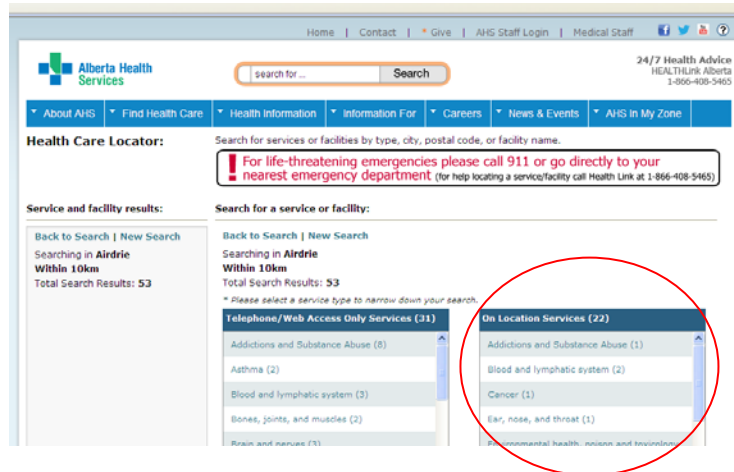 Home | Contact | * Give | AHS Staff Login | Medical Staff
Alberta Health
Services
search for ...
Search
24/7 Health Advice
HEALTHLink Alberta
1-866-408-5465
About AHS
Find Health Care
Health Information
Information For
Careers
News & Events
AHS In My Zone
Health Care Locator:
Search for services or facilities by type, city, postal code, or facility name.
! For life-threatening emergencies please call 911 or go directly to your
nearest emergency department (for help locating a service/facility call Health Link at 1-866-408-5465)
Service and facility results:
Back to Search | New Search
Searching in Airdrie
Within 10km
Total Search Results: 53
Search for a service or facility:
Back to Search | New Search
Searching in Airdrie
Within 10km
Total Search Results: 53
* Please select a service type to narrow down your search.
Telephone/Web Access Only Services (31)
Addictions and Substance Abuse (8)
Asthma (2)
Blood and lymphatic system (3)
Bones, joints, and muscles (2)
Brain and nerves (3)
On Location Services (22)
Addictions and Substance Abuse (1)
Blood and lymphatic system (2)
Cancer (1)
Ear, nose, and throat (1)
Environmental health, poison and toxicology